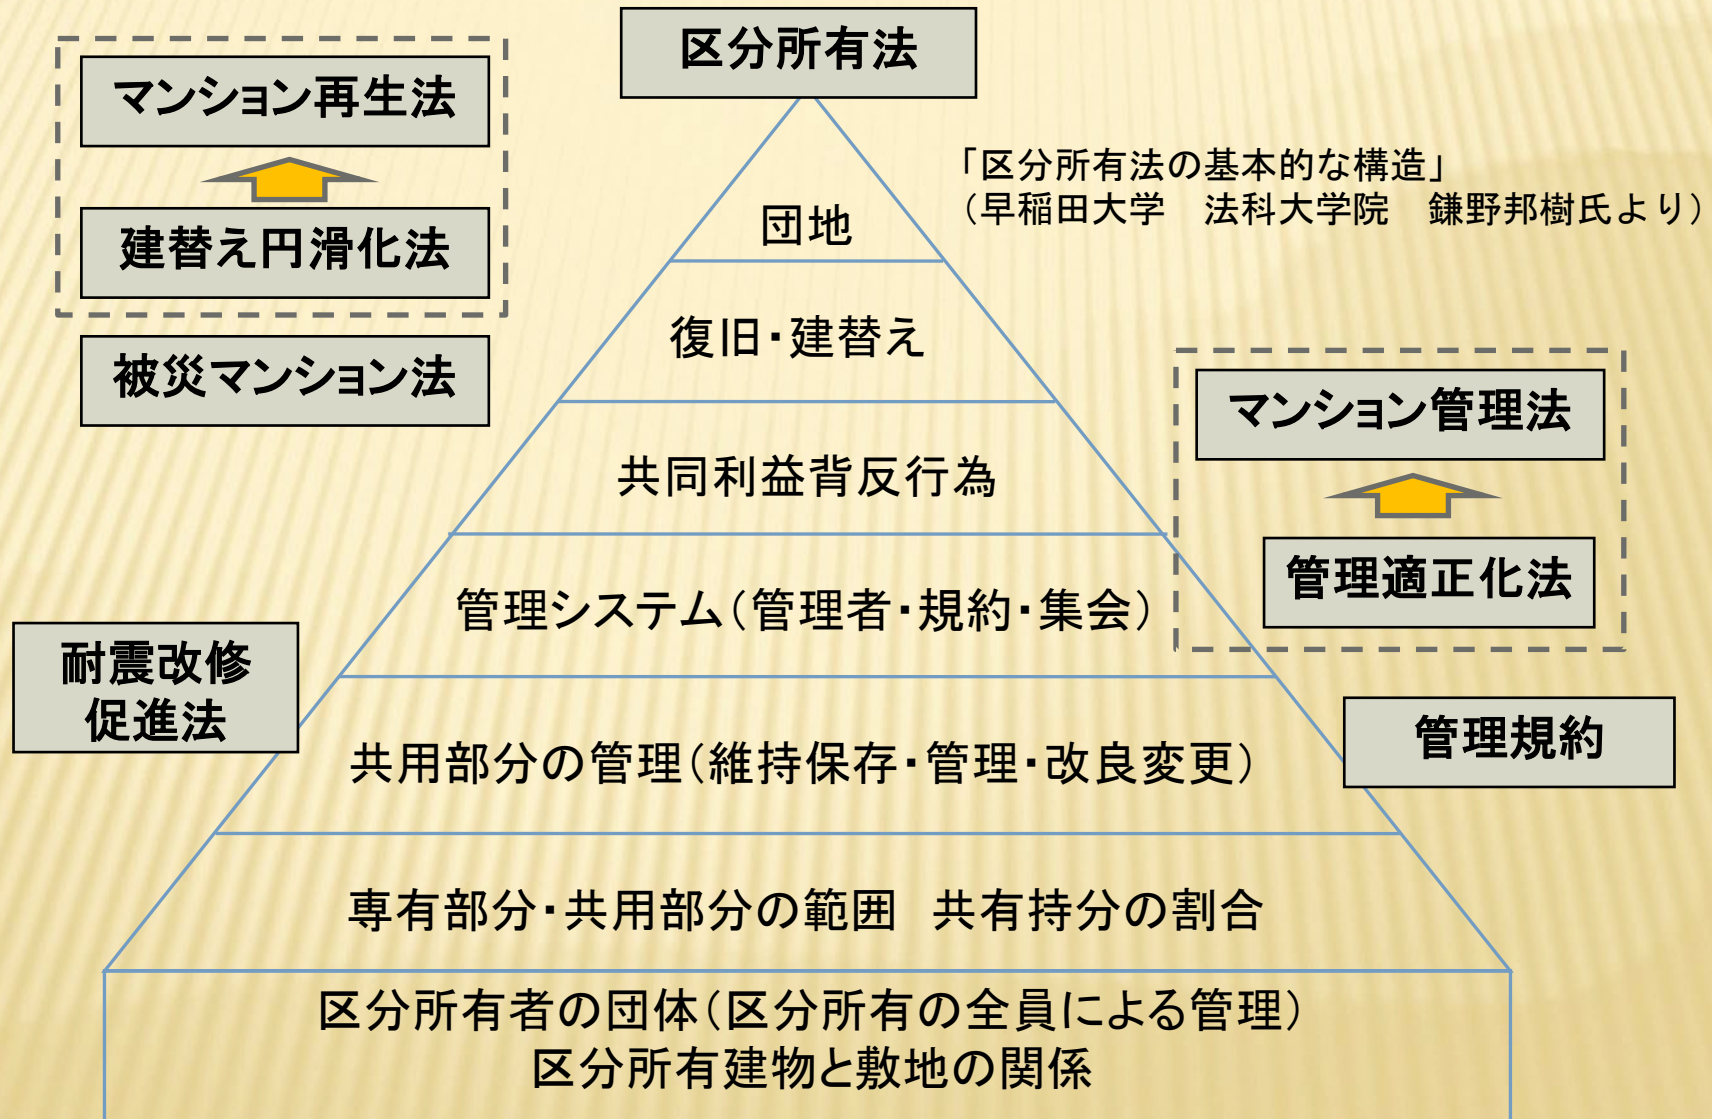 区分所有法
マンション再生法
建替え円滑化法
被災マンション法
「区分所有法の基本的な構造」
（早稲田大学　法科大学院　鎌野邦樹氏より）
団地
復旧・建替え
共同利益背反行為
マンション管理法
管理適正化法
管理システム（管理者・規約・集会）
耐震改修
促進法
管理規約
共用部分の管理（維持保存・管理・改良変更）
専有部分・共用部分の範囲　共有持分の割合
区分所有者の団体（区分所有の全員による管理）
区分所有建物と敷地の関係